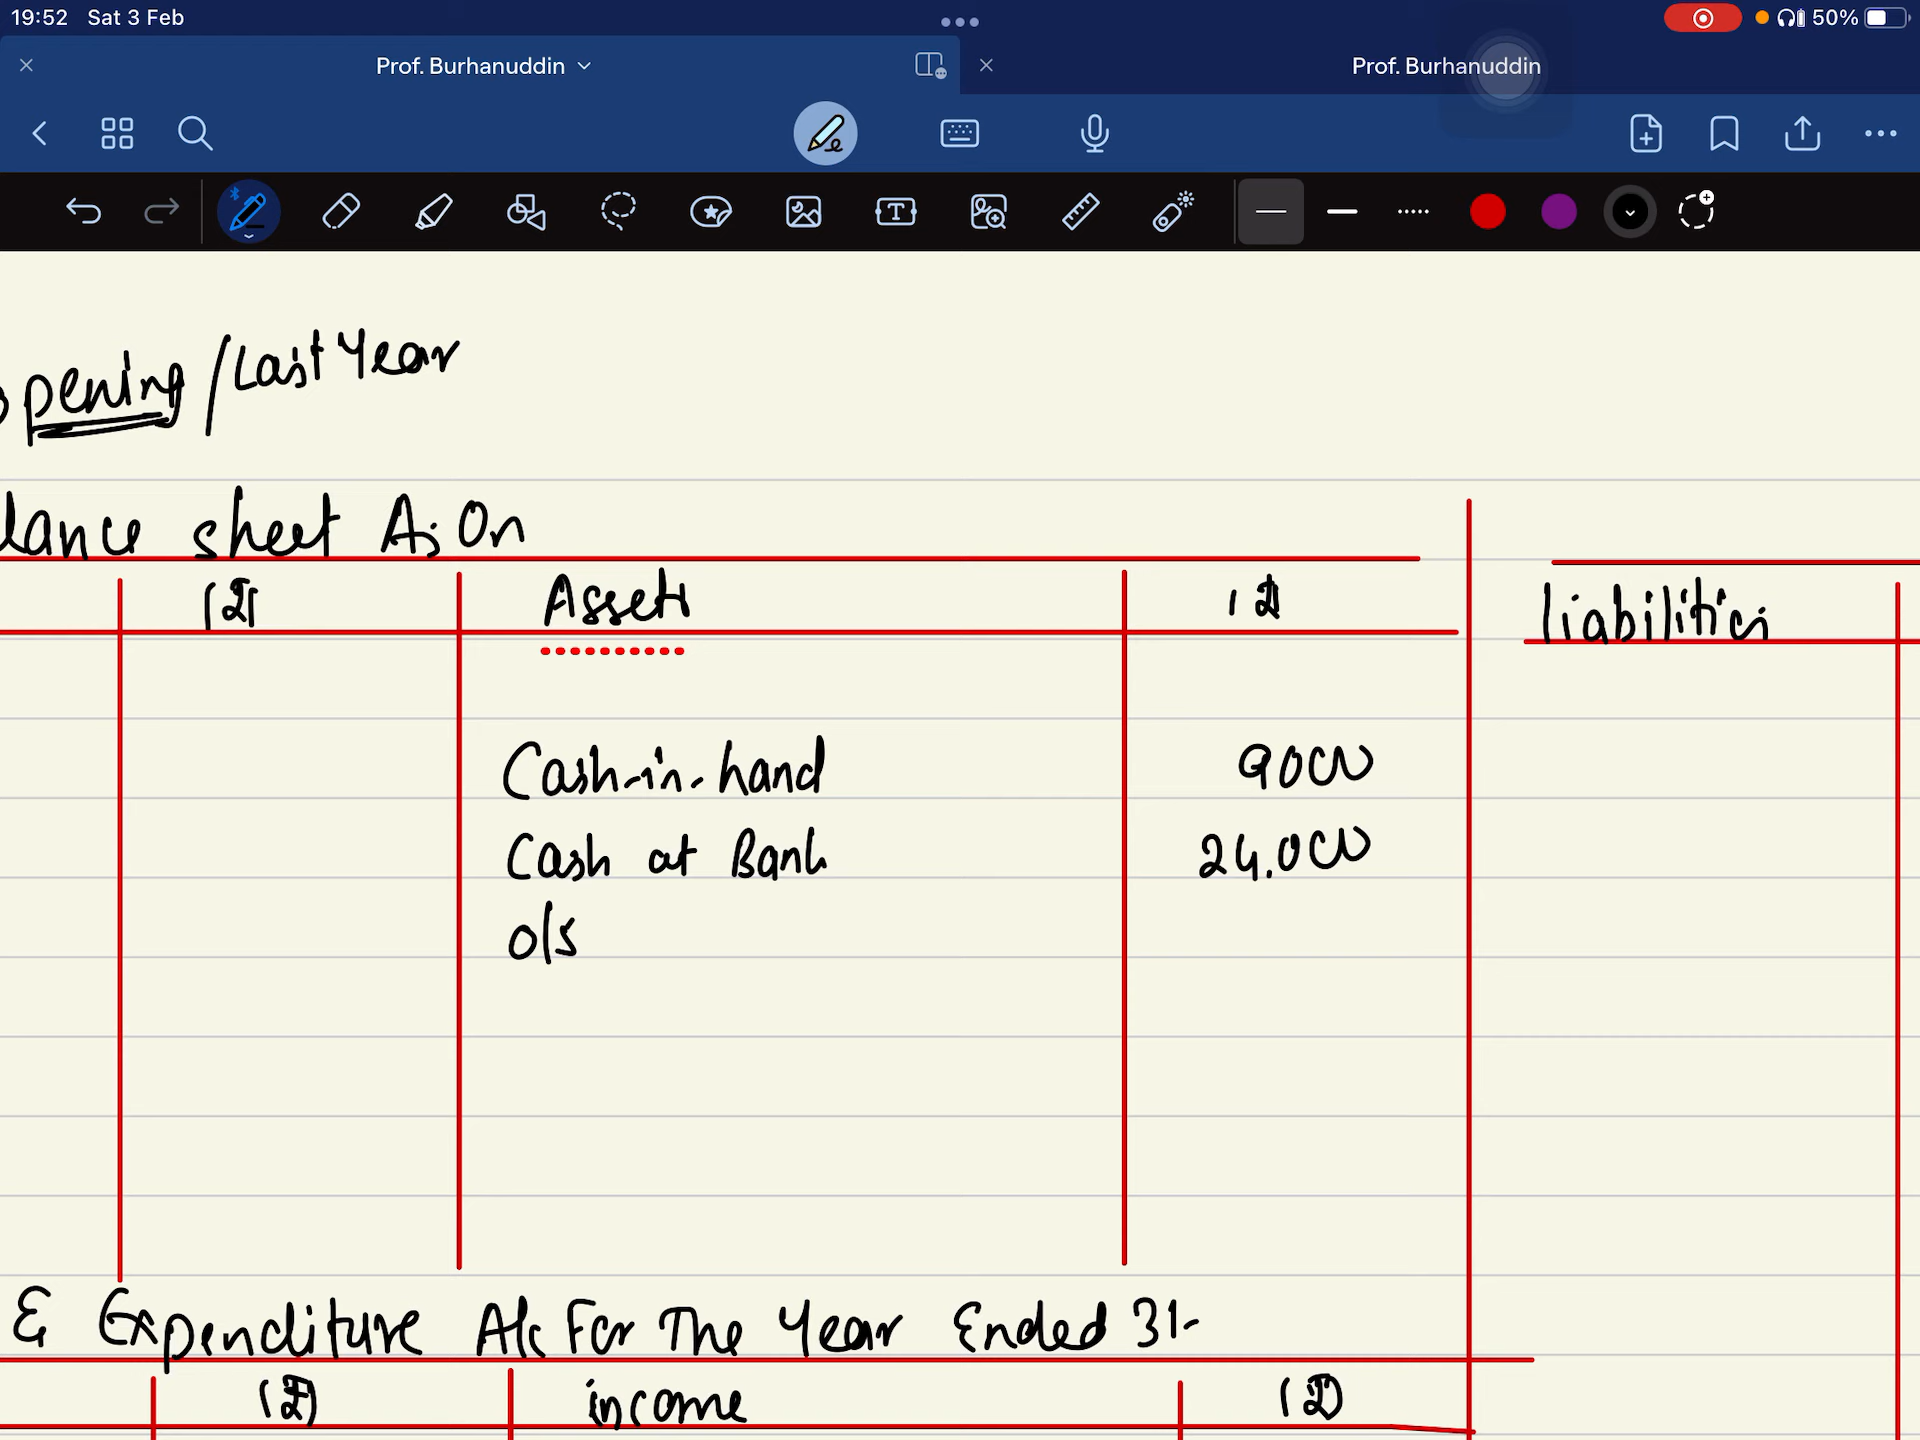 19:52 Sat 3 Feb 50%
Prof. Burhanuddin Prof. Burhanuddin
opening / Last Year
lance sheet As On
(₹) Assets (₹) liabilities
Cash-in-hand 9000
Cash at Bank 24,000
o/s
& Expenditure A/c For The Year Ended 31-
(₹) income (₹)